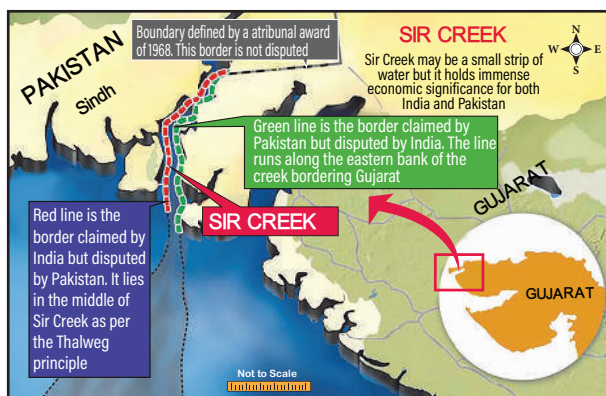 PAKISTAN
Sindh
Boundary defined by a atribunal award
of 1968. This border is not disputed
SIR CREEK
Sir Creek may be a small strip of
water but it holds immense
economic significance for both
India and Pakistan
N
W E
S
Green line is the border claimed by
Pakistan but disputed by India. The line
runs along the eastern bank of the
creek bordering Gujarat
SIR CREEK
Red line is the
border claimed by
India but disputed
by Pakistan. It lies
in the middle of
Sir Creek as per
the Thalweg
principle
GUJARAT
GUJARAT
Not to Scale